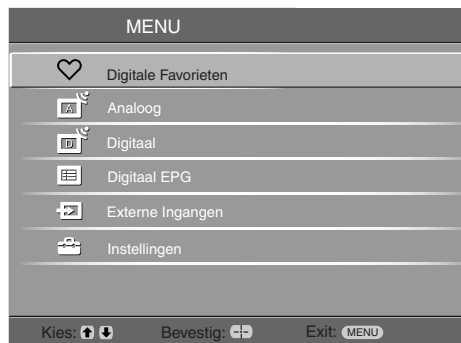 MENU
Digitale Favorieten
A Analoog
D Digitaal
Digitaal EPG
Externe Ingangen
Instellingen
Kies: Bevestig: Exit: MENU